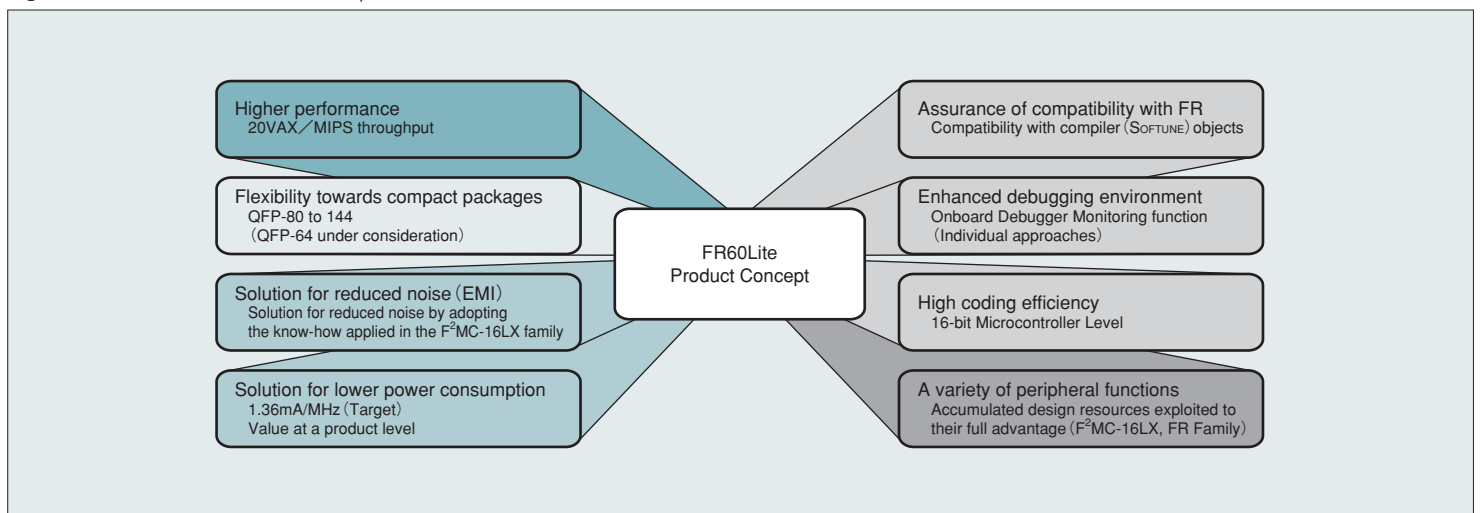 Higher performance
20VAX／MIPS throughput
Flexibility towards compact packages
QFP-80 to 144
（QFP-64 under consideration）
Solution for reduced noise（EMI）
Solution for reduced noise by adopting
the know-how applied in the F²MC-16LX family
Solution for lower power consumption
1.36mA/MHz（Target）
Value at a product level
FR60Lite
Product Concept
Assurance of compatibility with FR
Compatibility with compiler（SOFTUNE）objects
Enhanced debugging environment
Onboard Debugger Monitoring function
（Individual approaches）
High coding efficiency
16-bit Microcontroller Level
A variety of peripheral functions
Accumulated design resources exploited to
their full advantage（F²MC-16LX, FR Family）